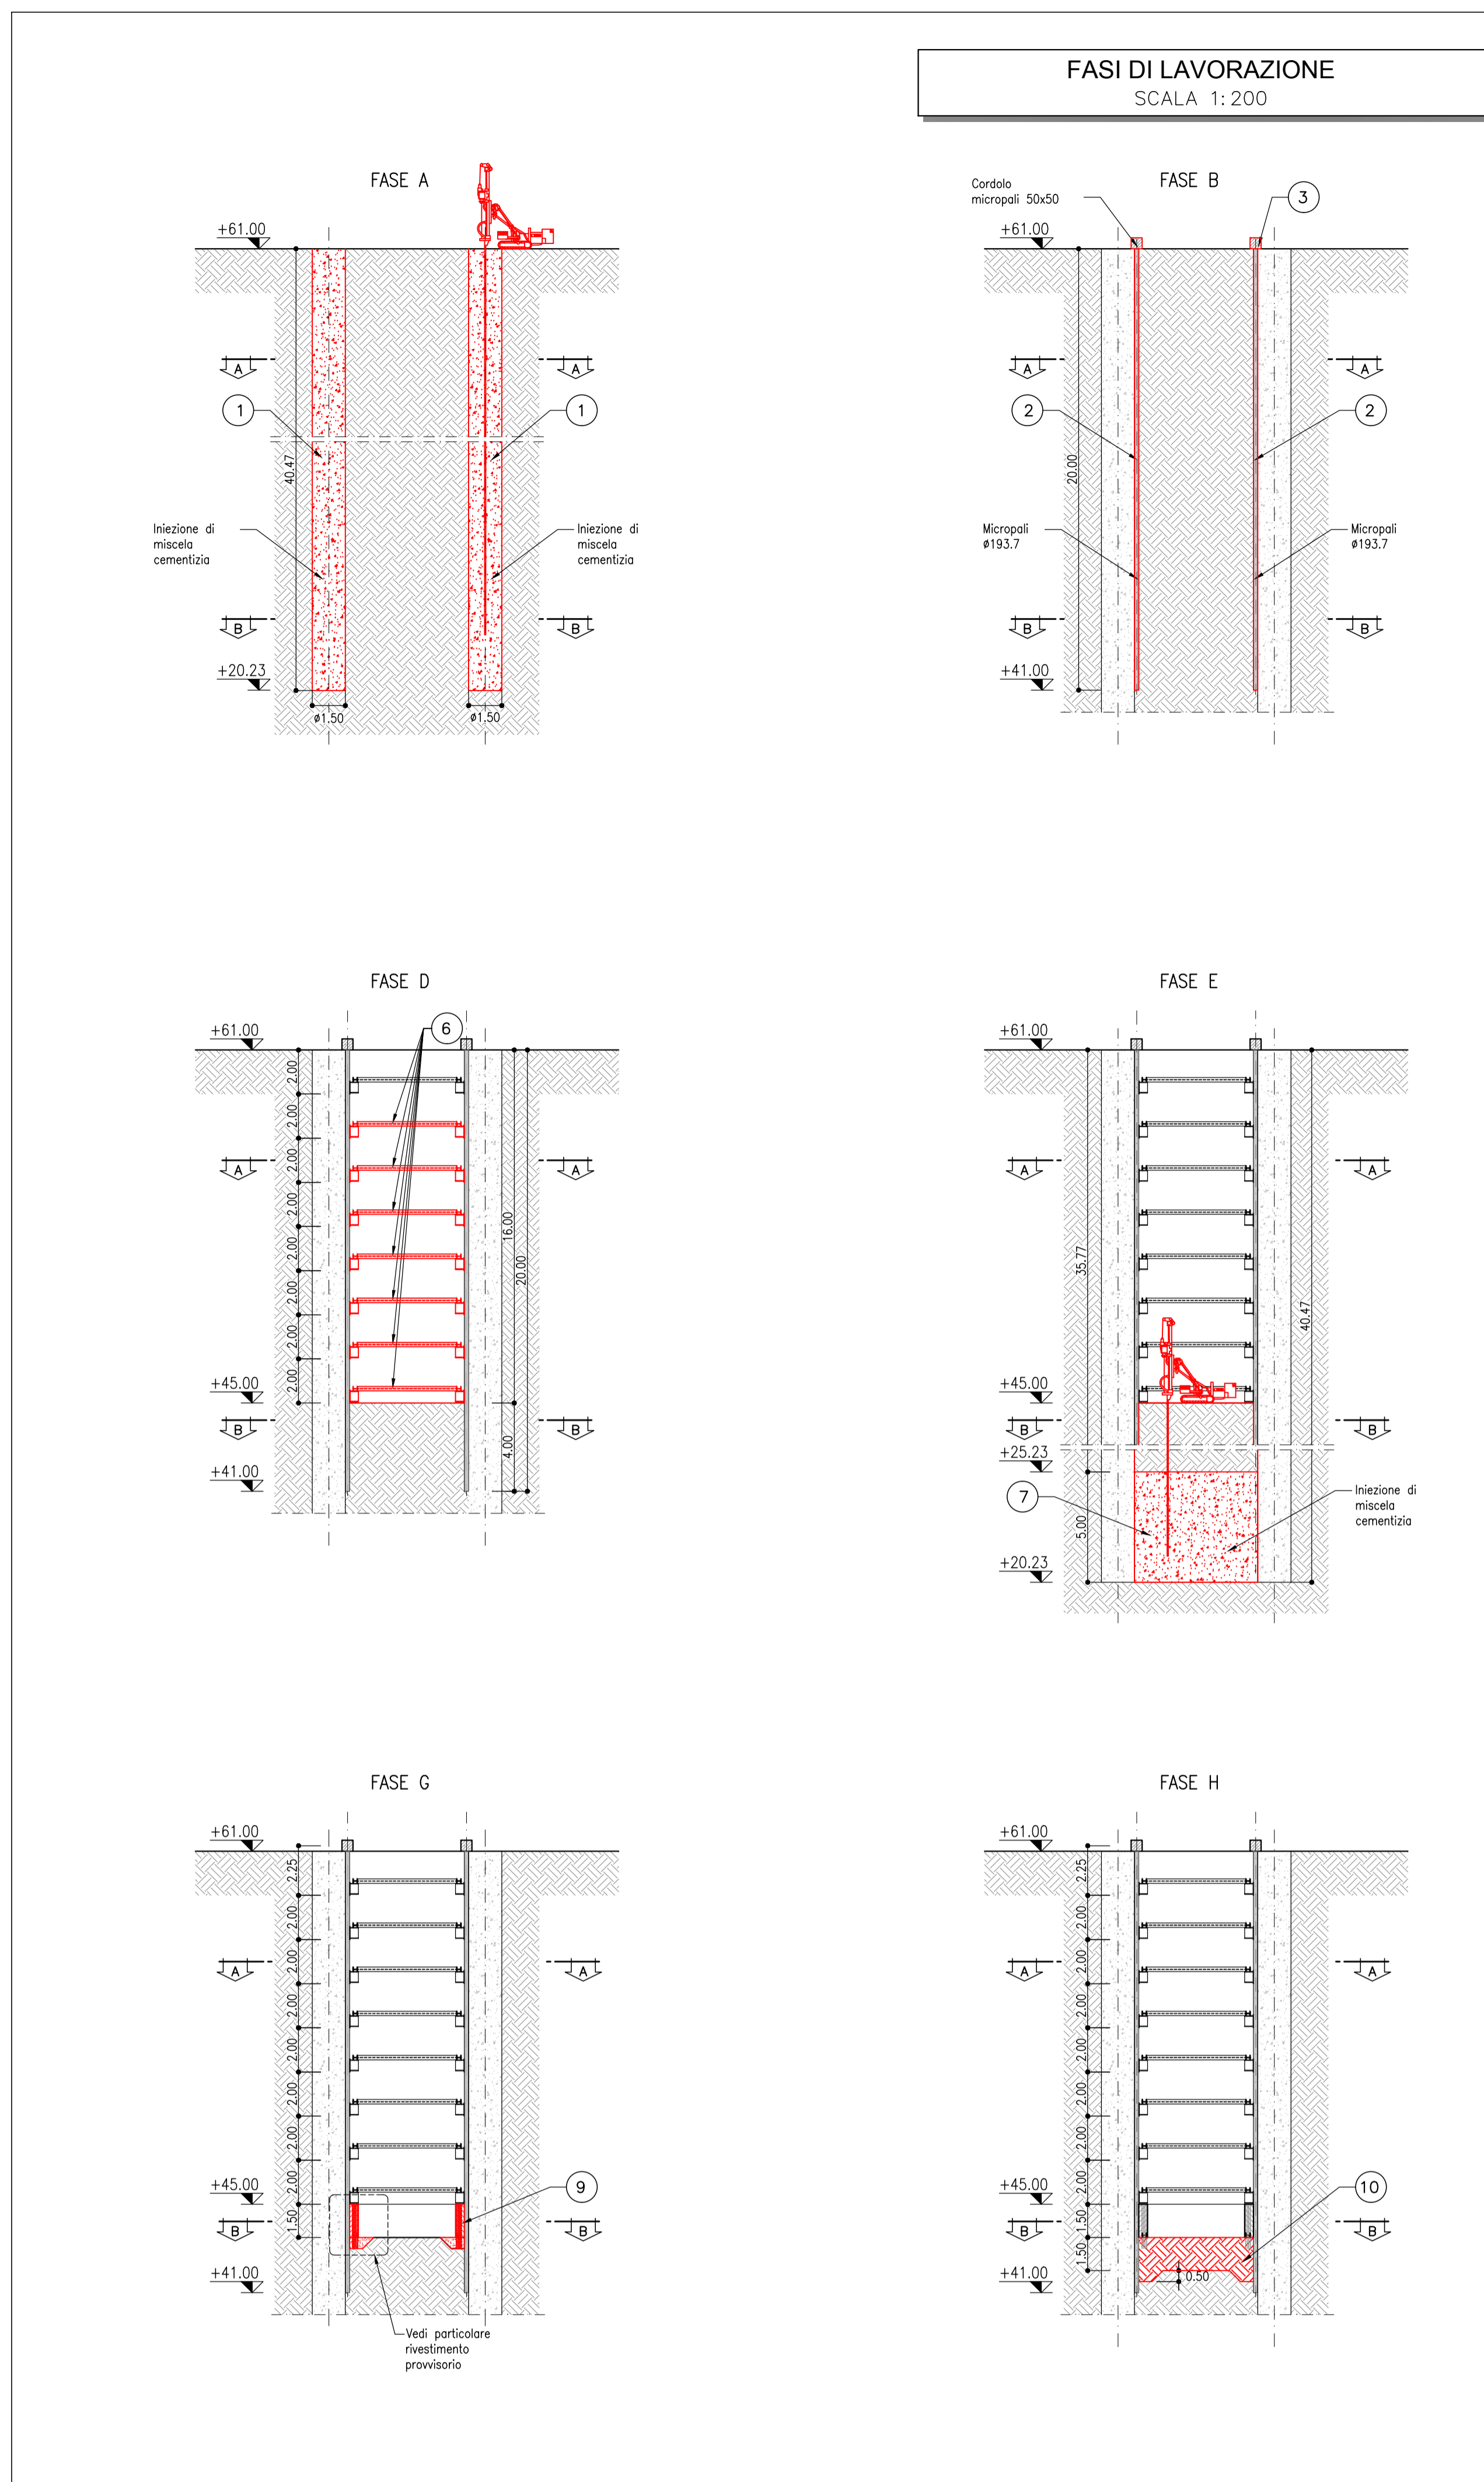 FASI DI LAVORAZIONE
SCALA 1:200
FASE A
+61.00
A
A
1
1
40.47
Iniezione di
miscela
cementizia
Iniezione di
miscela
cementizia
B
B
+20.23
ø1.50
ø1.50
FASE B
Cordolo
micropali 50x50
3
+61.00
A
A
2
2
20.00
Micropali
ø193.7
Micropali
ø193.7
B
B
+41.00
FASE D
6
+61.00
2.00
2.00
2.00
2.00
2.00
2.00
2.00
2.00
A
A
16.00
20.00
+45.00
B
B
4.00
+41.00
FASE E
+61.00
A
A
35.77
40.47
+45.00
B
B
+25.23
7
5.00
Iniezione di
miscela
cementizia
+20.23
FASE G
+61.00
2.25
2.00
2.00
2.00
2.00
2.00
2.00
2.00
1.50
A
A
+45.00
9
B
B
+41.00
Vedi particolare
rivestimento
provvisorio
FASE H
+61.00
2.25
2.00
2.00
2.00
2.00
2.00
2.00
2.00
1.50
1.50
A
A
+45.00
10
B
B
0.50
+41.00